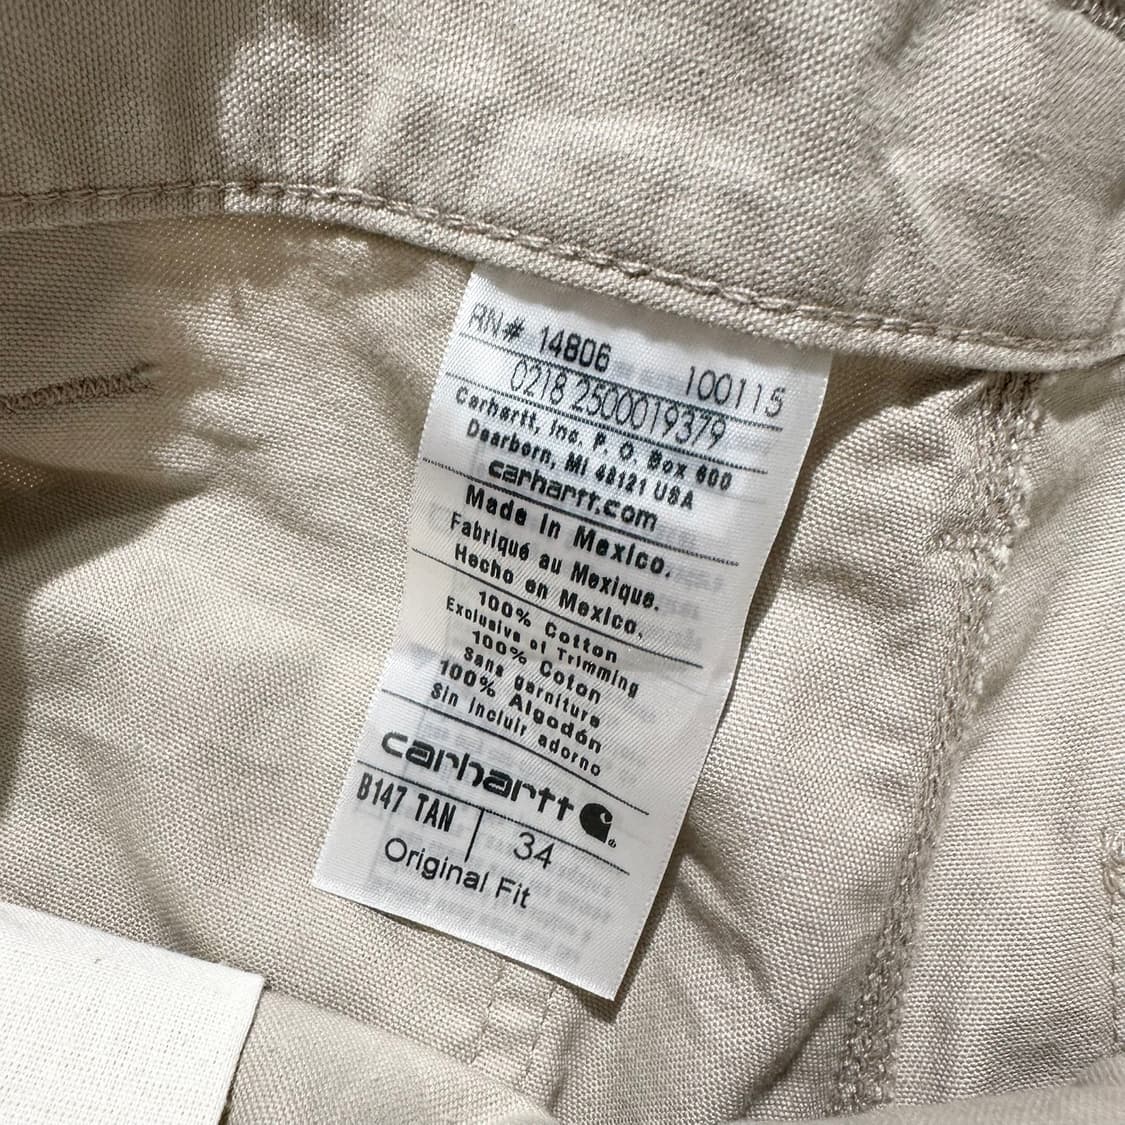 RN# 14806 100115
0218 2500019379
Carhartt, Inc. P. O. Box 600
Dearborn, MI 48121 USA
carhartt.com
Made in Mexico.
Fabriqué au Mexique.
Hecho en Mexico.
100% Cotton
Exclusive of Trimming
100% Coton
Sans garniture
100% Algodón
Sin incluir adorno
carhartt
B147 TAN 34
Original Fit